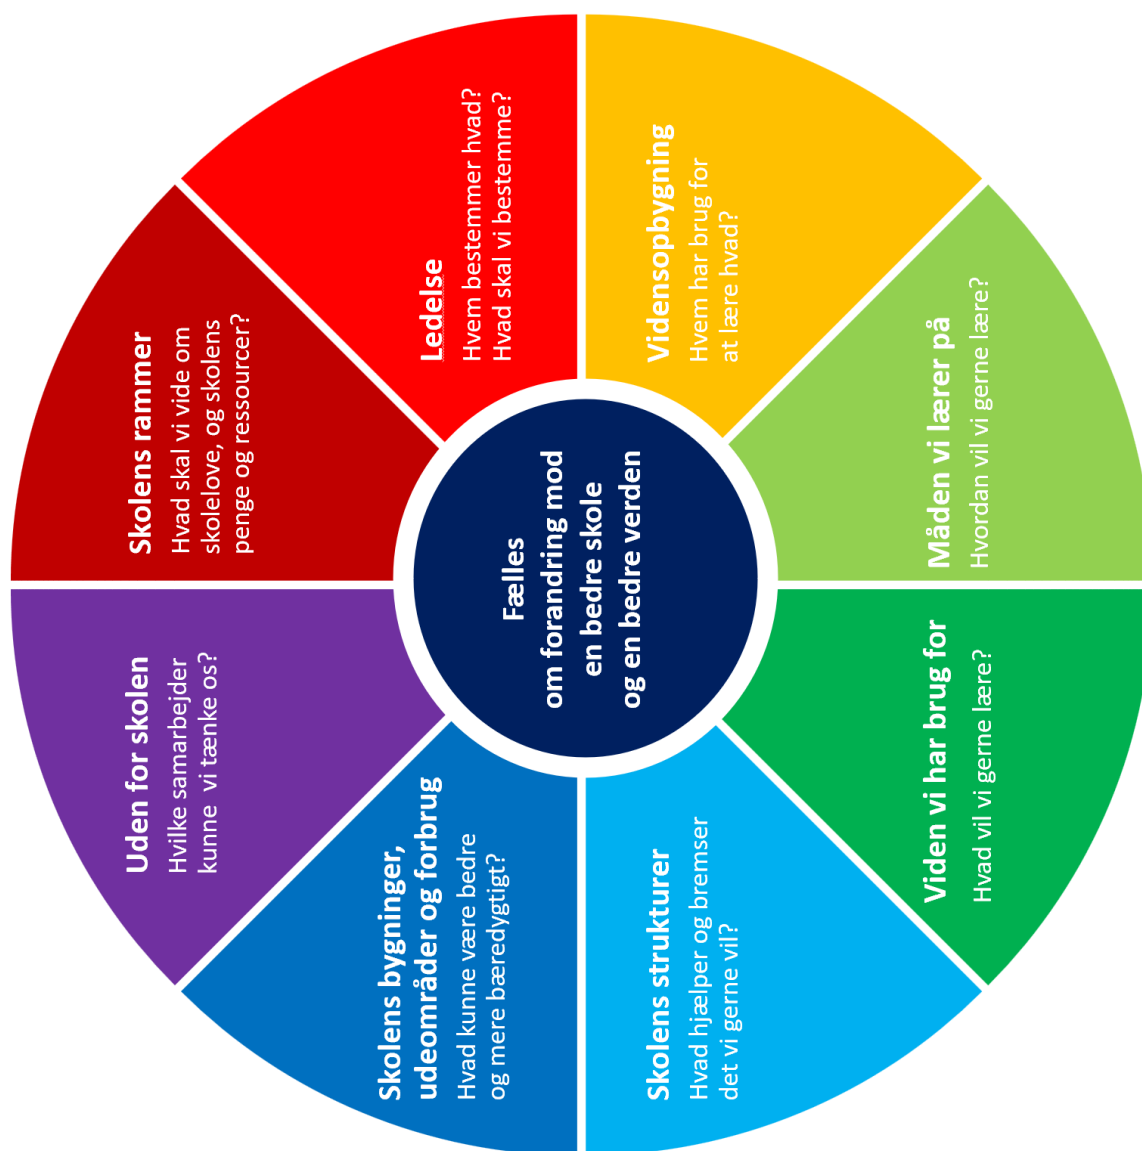 Fælles
om forandring mod
en bedre skole
og en bedre verden
Ledelse
Hvem bestemmer hvad?
Hvad skal vi bestemme?
Vidensopbygning
Hvem har brug for
at lære hvad?
Måden vi lærer på
Hvordan vil vi gerne lære?
Viden vi har brug for
Hvad vil vi gerne lære?
Skolens strukturer
Hvad hjælper og bremser
det vi gerne vil?
Skolens bygninger,
udeområder og forbrug
Hvad kunne være bedre
og mere bæredygtigt?
Uden for skolen
Hvilke samarbejder
kunne vi tænke os?
Skolens rammer
Hvad skal vi vide om
skolelove, og skolens
penge og ressourcer?